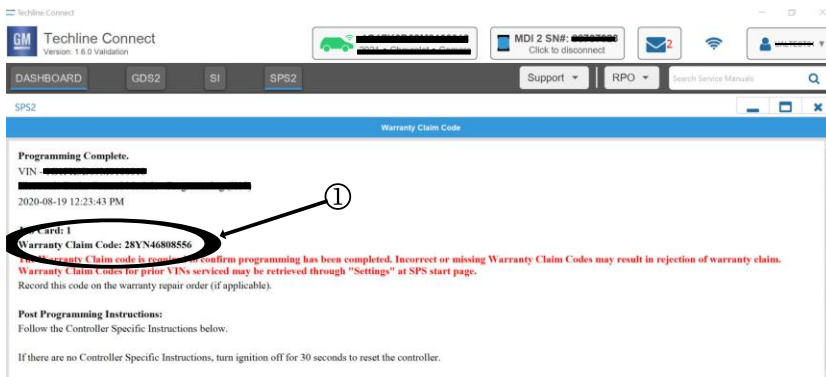 Techline Connect
GM Techline Connect
Version: 1.6.0 Validation
MDI 2 SN#:
Click to disconnect
2
DASHBOARD GDS2 SI SPS2 Support RPO Search Service Manuals
SPS2
Warranty Claim Code
Programming Complete.
VIN -
2020-08-19 12:23:43 PM
①
Card: 1
Warranty Claim Code: 28YN46808556
The Warranty Claim code is required to confirm programming has been completed. Incorrect or missing Warranty Claim Codes may result in rejection of warranty claim.
Warranty Claim Codes for prior VINs serviced may be retrieved through "Settings" at SPS start page.
Record this code on the warranty repair order (if applicable).
Post Programming Instructions:
Follow the Controller Specific Instructions below.
If there are no Controller Specific Instructions, turn ignition off for 30 seconds to reset the controller.